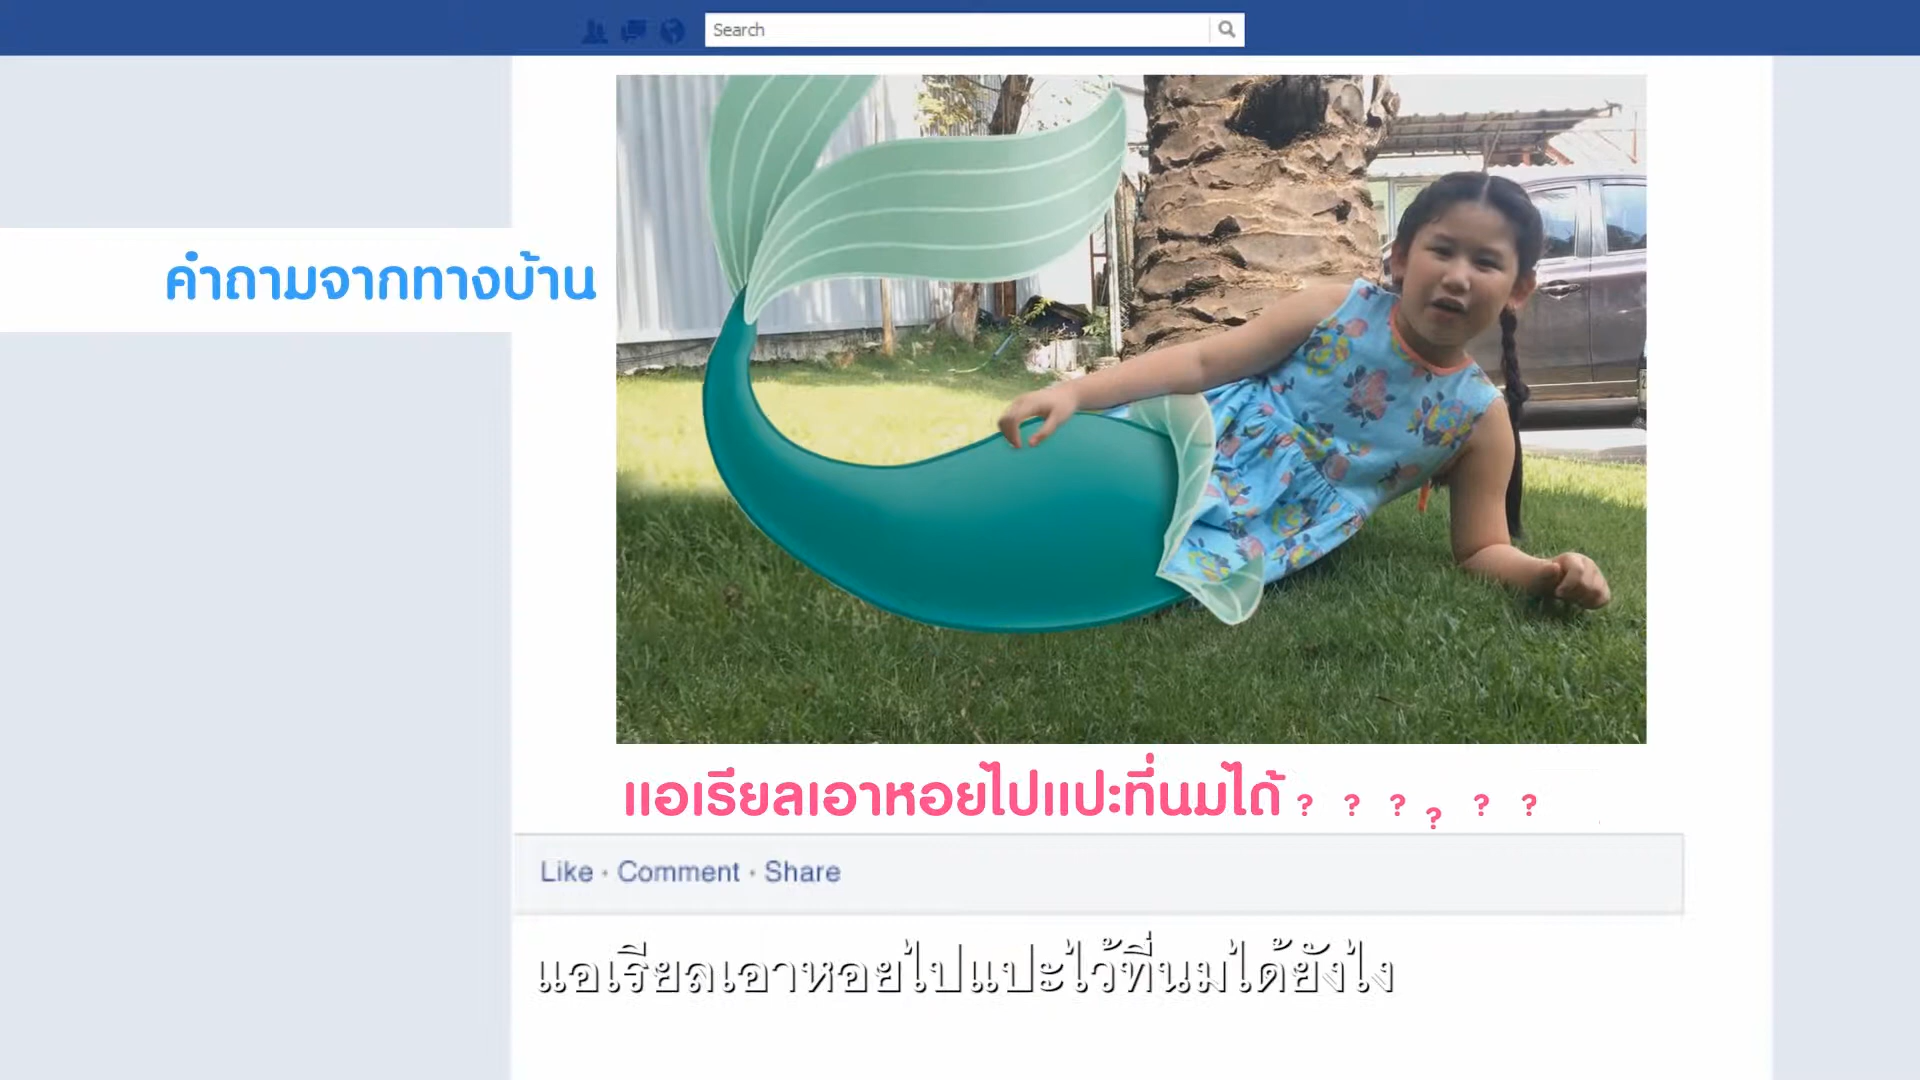 Search
คำถามจากทางบ้าน
แอเรียลเอาหอยไปแปะที่นมได้ ? ? ? ? ? ?
Like · Comment · Share
แอเรียลเอาหอยไปแปะไว้ที่นมได้ยังไง